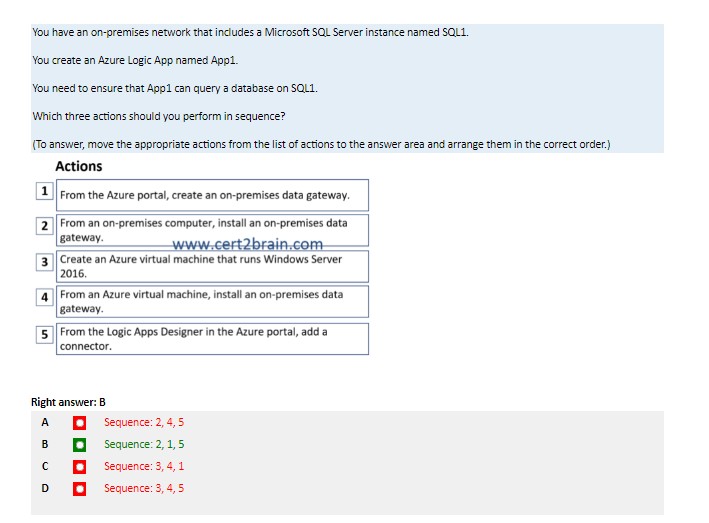 You have an on-premises network that includes a Microsoft SQL Server instance named SQL1.
You create an Azure Logic App named App1.
You need to ensure that App1 can query a database on SQL1.
Which three actions should you perform in sequence?
(To answer, move the appropriate actions from the list of actions to the answer area and arrange them in the correct order.)
Actions
1 From the Azure portal, create an on-premises data gateway.
2 From an on-premises computer, install an on-premises data
gateway.
www.cert2brain.com
3 Create an Azure virtual machine that runs Windows Server
2016.
4 From an Azure virtual machine, install an on-premises data
gateway.
5 From the Logic Apps Designer in the Azure portal, add a
connector.
Right answer: B
A Sequence: 2, 4, 5
B Sequence: 2, 1, 5
C Sequence: 3, 4, 1
D Sequence: 3, 4, 5